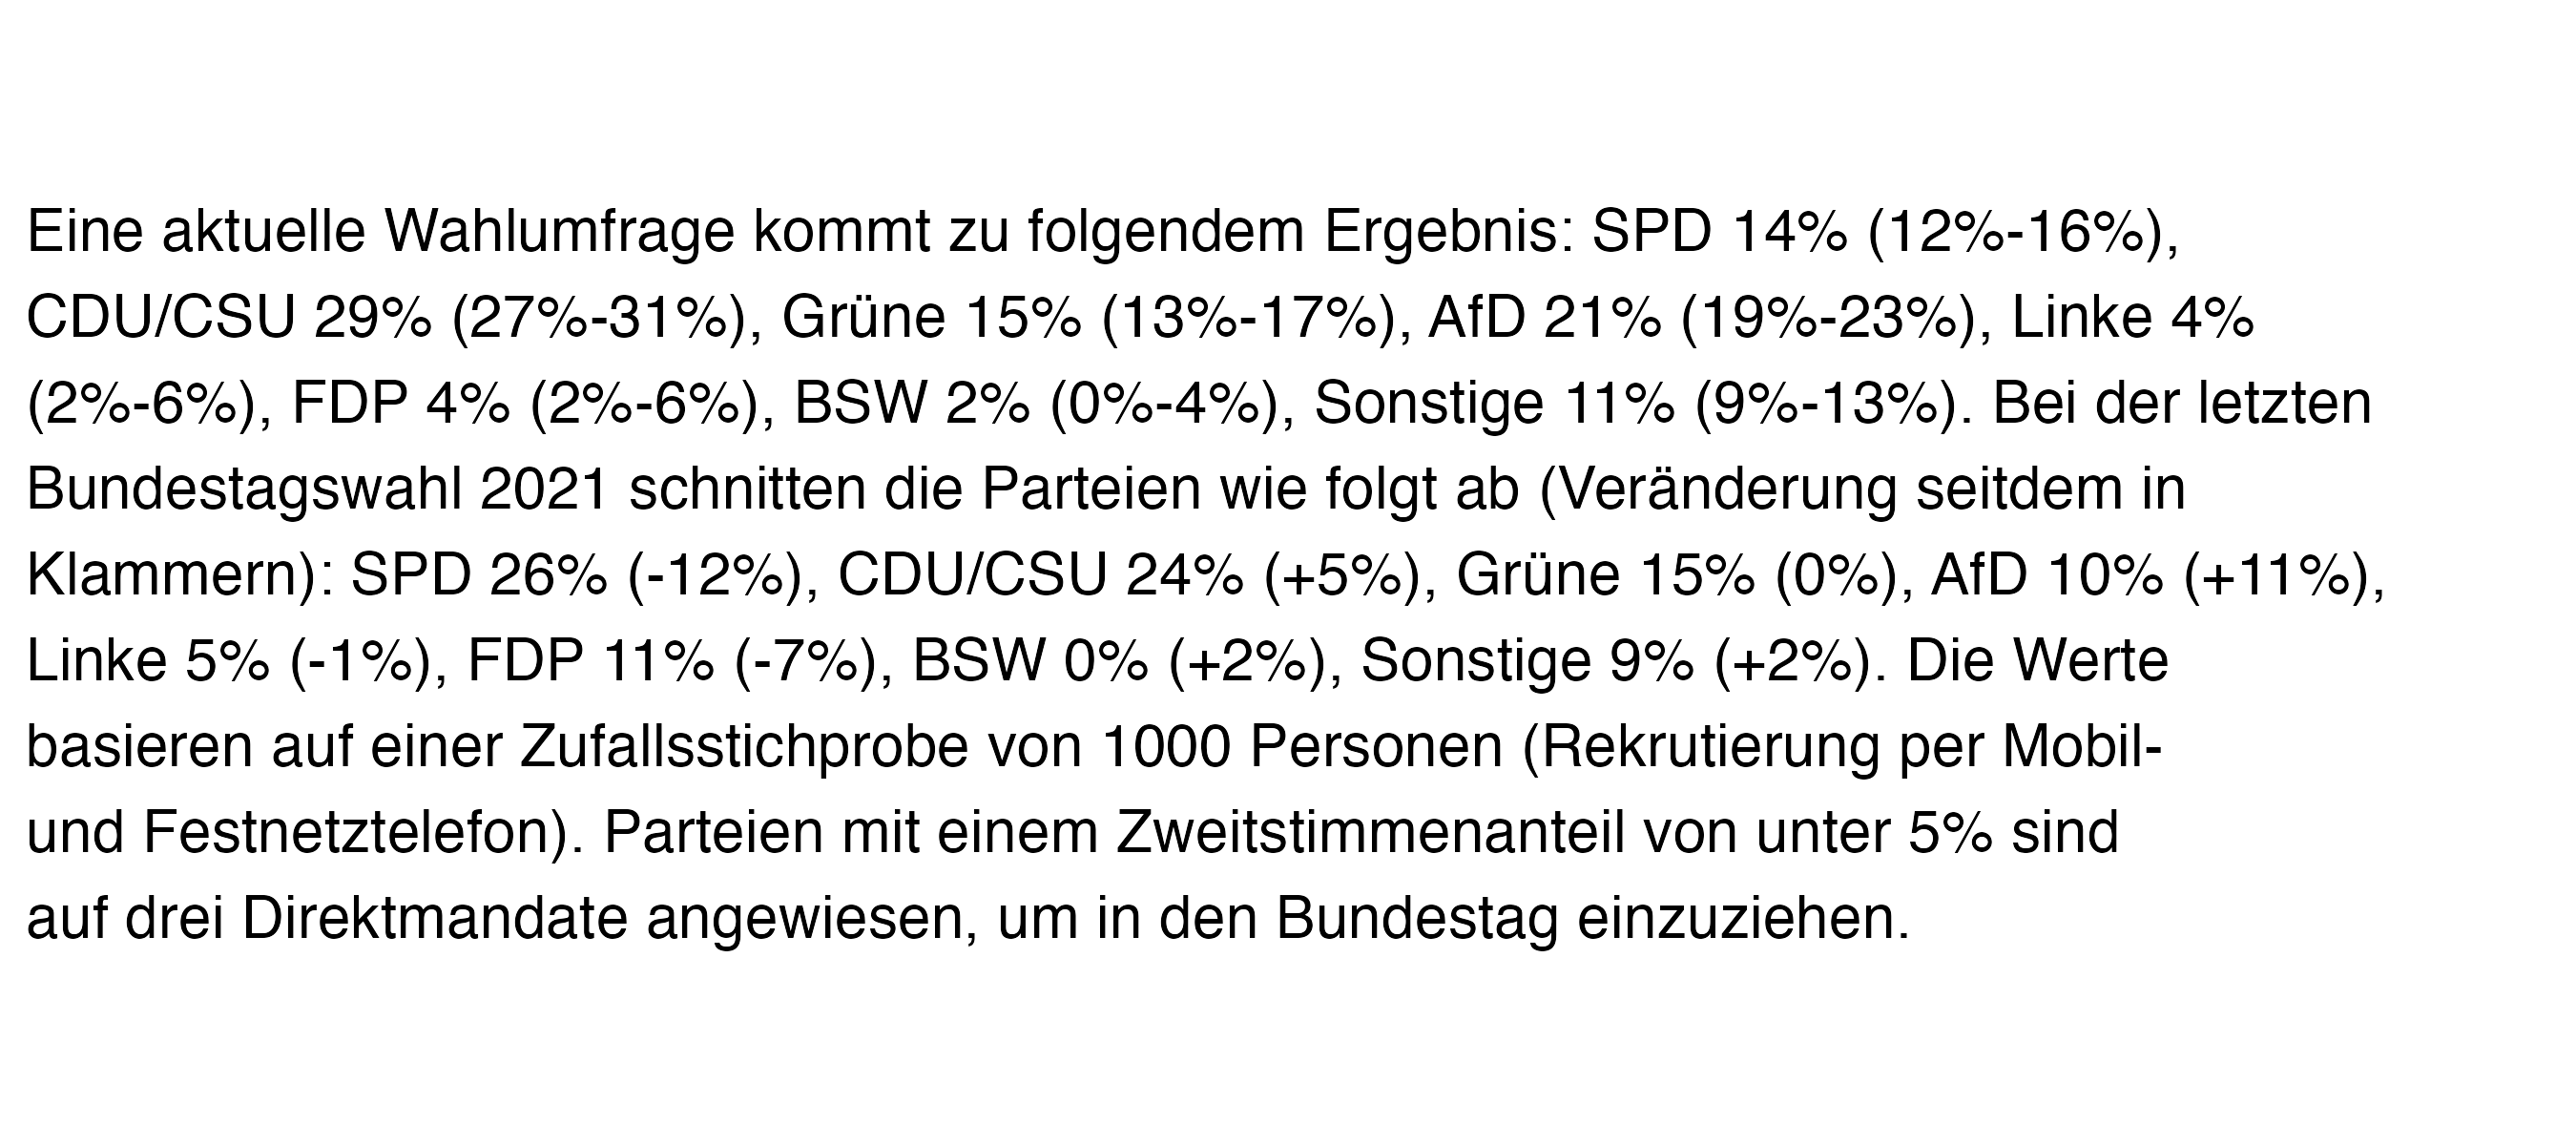 Eine aktuelle Wahlumfrage kommt zu folgendem Ergebnis: SPD 14% (12%-16%),
CDU/CSU 29% (27%-31%), Grüne 15% (13%-17%), AfD 21% (19%-23%), Linke 4%
(2%-6%), FDP 4% (2%-6%), BSW 2% (0%-4%), Sonstige 11% (9%-13%). Bei der letzten
Bundestagswahl 2021 schnitten die Parteien wie folgt ab (Veränderung seitdem in
Klammern): SPD 26% (-12%), CDU/CSU 24% (+5%), Grüne 15% (0%), AfD 10% (+11%),
Linke 5% (-1%), FDP 11% (-7%), BSW 0% (+2%), Sonstige 9% (+2%). Die Werte
basieren auf einer Zufallsstichprobe von 1000 Personen (Rekrutierung per Mobil-
und Festnetztelefon). Parteien mit einem Zweitstimmenanteil von unter 5% sind
auf drei Direktmandate angewiesen, um in den Bundestag einzuziehen.